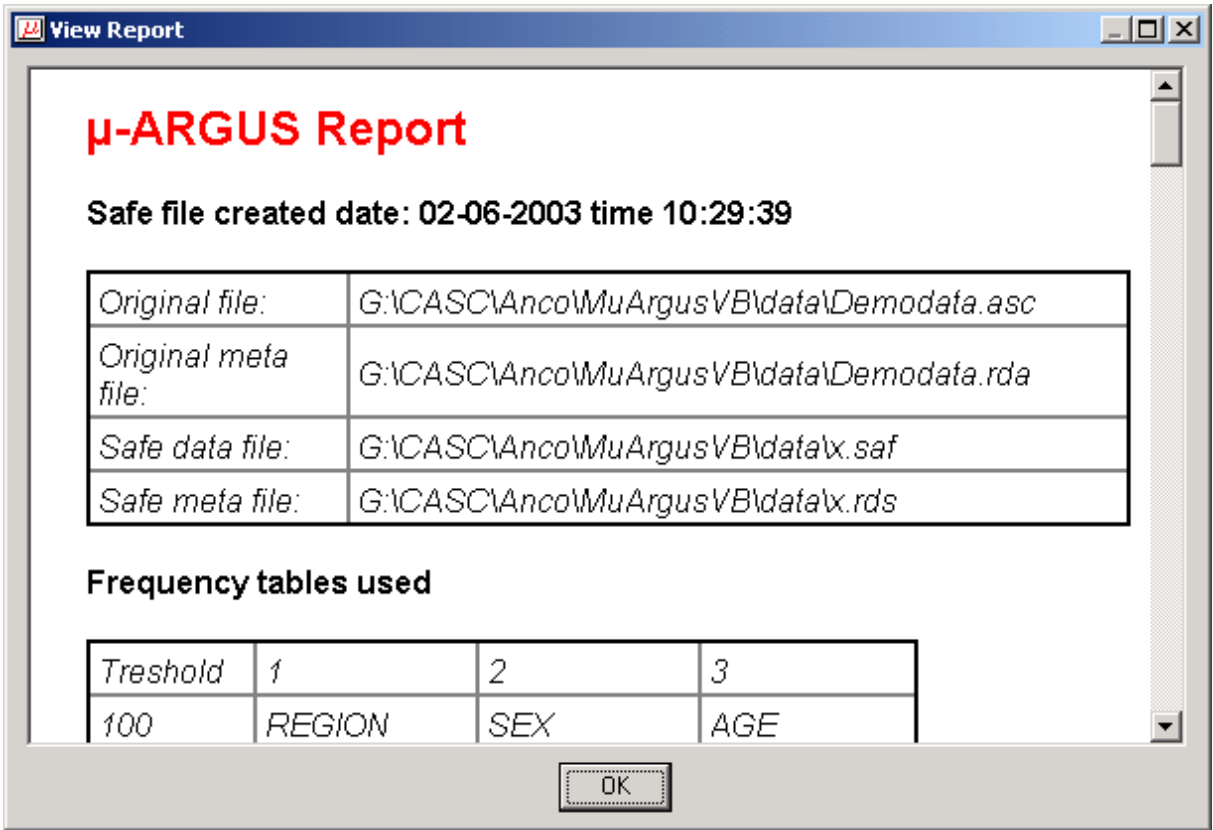 µ View Report
µ-ARGUS Report
Safe file created date: 02-06-2003 time 10:29:39
Original file: G:\CASC\Anco\MuArgusVB\data\Demodata.asc
Original meta
file: G:\CASC\Anco\MuArgusVB\data\Demodata.rda
Safe data file: G:\CASC\Anco\MuArgusVB\data\x.saf
Safe meta file: G:\CASC\Anco\MuArgusVB\data\x.rds
Frequency tables used
Treshold 1 2 3
100 REGION SEX AGE
OK